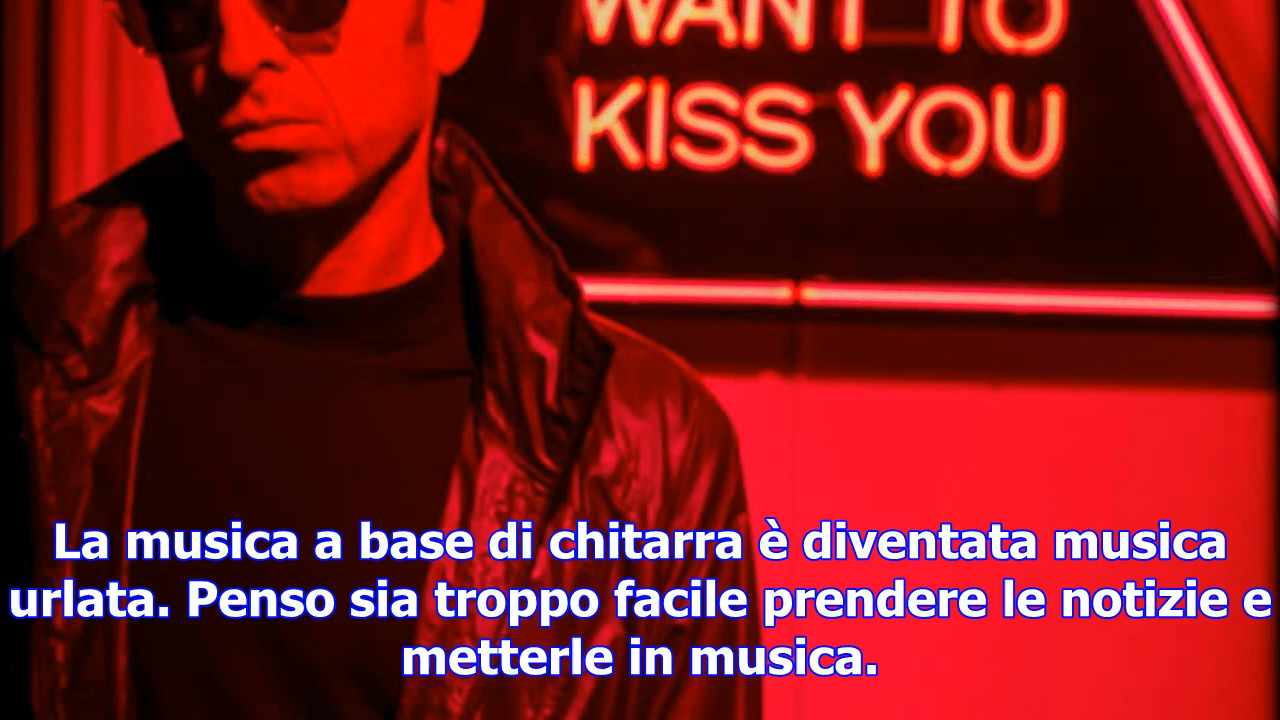 WANT TO
KISS YOU
La musica a base di chitarra è diventata musica
urlata. Penso sia troppo facile prendere le notizie e
metterle in musica.